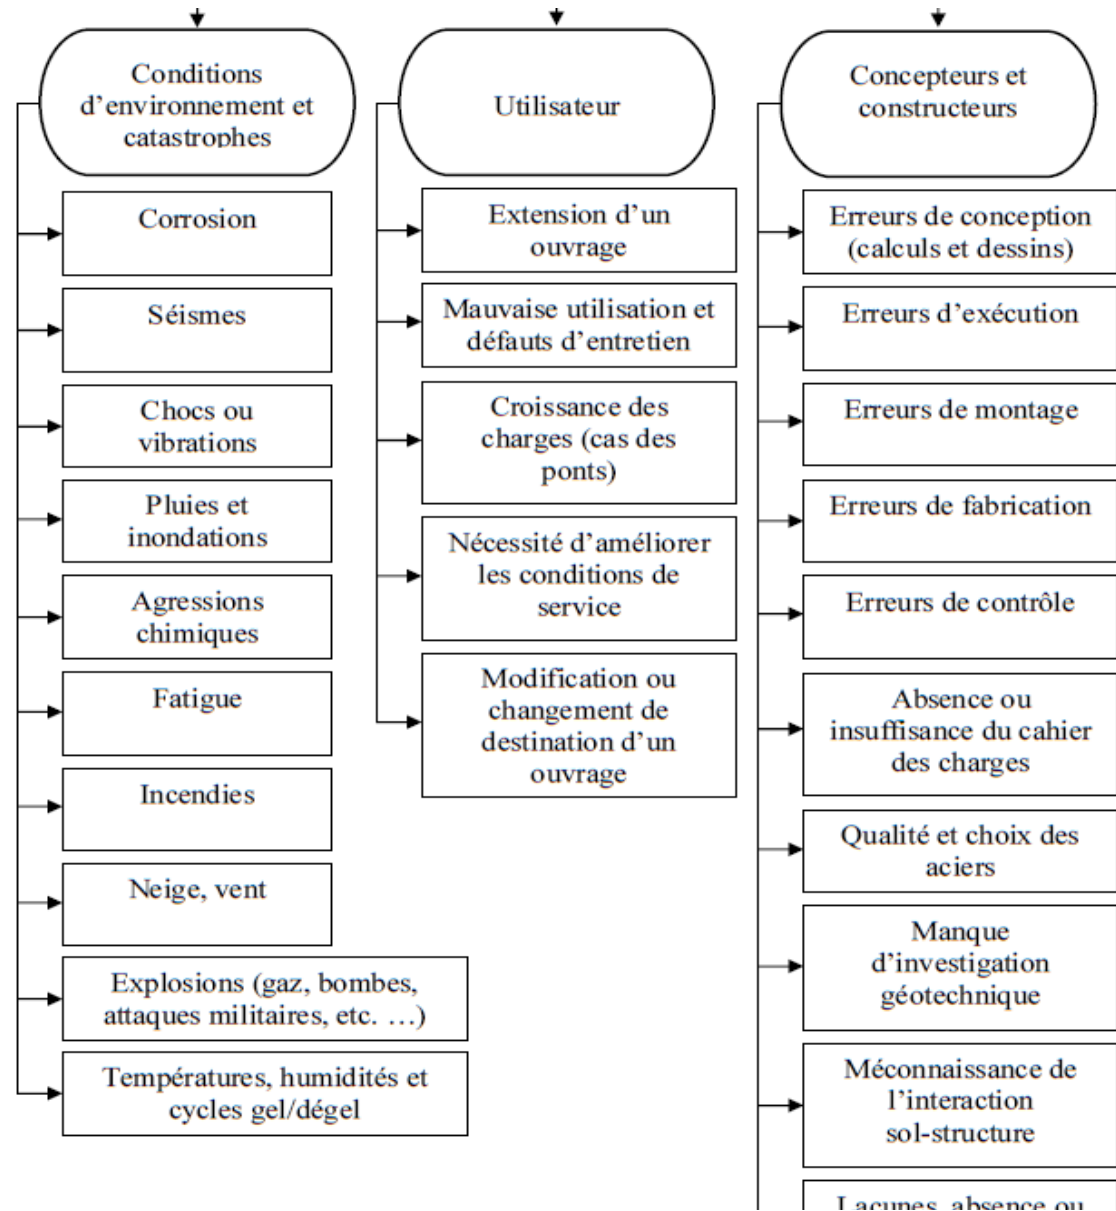 Conditions
d’environnement et
catastrophes
Corrosion
Séismes
Chocs ou
vibrations
Pluies et
inondations
Agressions
chimiques
Fatigue
Incendies
Neige, vent
Explosions (gaz, bombes,
attaques militaires, etc. …)
Températures, humidités et
cycles gel/dégel
Utilisateur
Extension d’un
ouvrage
Mauvaise utilisation et
défauts d’entretien
Croissance des
charges (cas des
ponts)
Nécessité d’améliorer
les conditions de
service
Modification ou
changement de
destination d’un
ouvrage
Concepteurs et
constructeurs
Erreurs de conception
(calculs et dessins)
Erreurs d’exécution
Erreurs de montage
Erreurs de fabrication
Erreurs de contrôle
Absence ou
insuffisance du cahier
des charges
Qualité et choix des
aciers
Manque
d’investigation
géotechnique
Méconnaissance de
l’interaction
sol-structure
Lacunes, absence ou